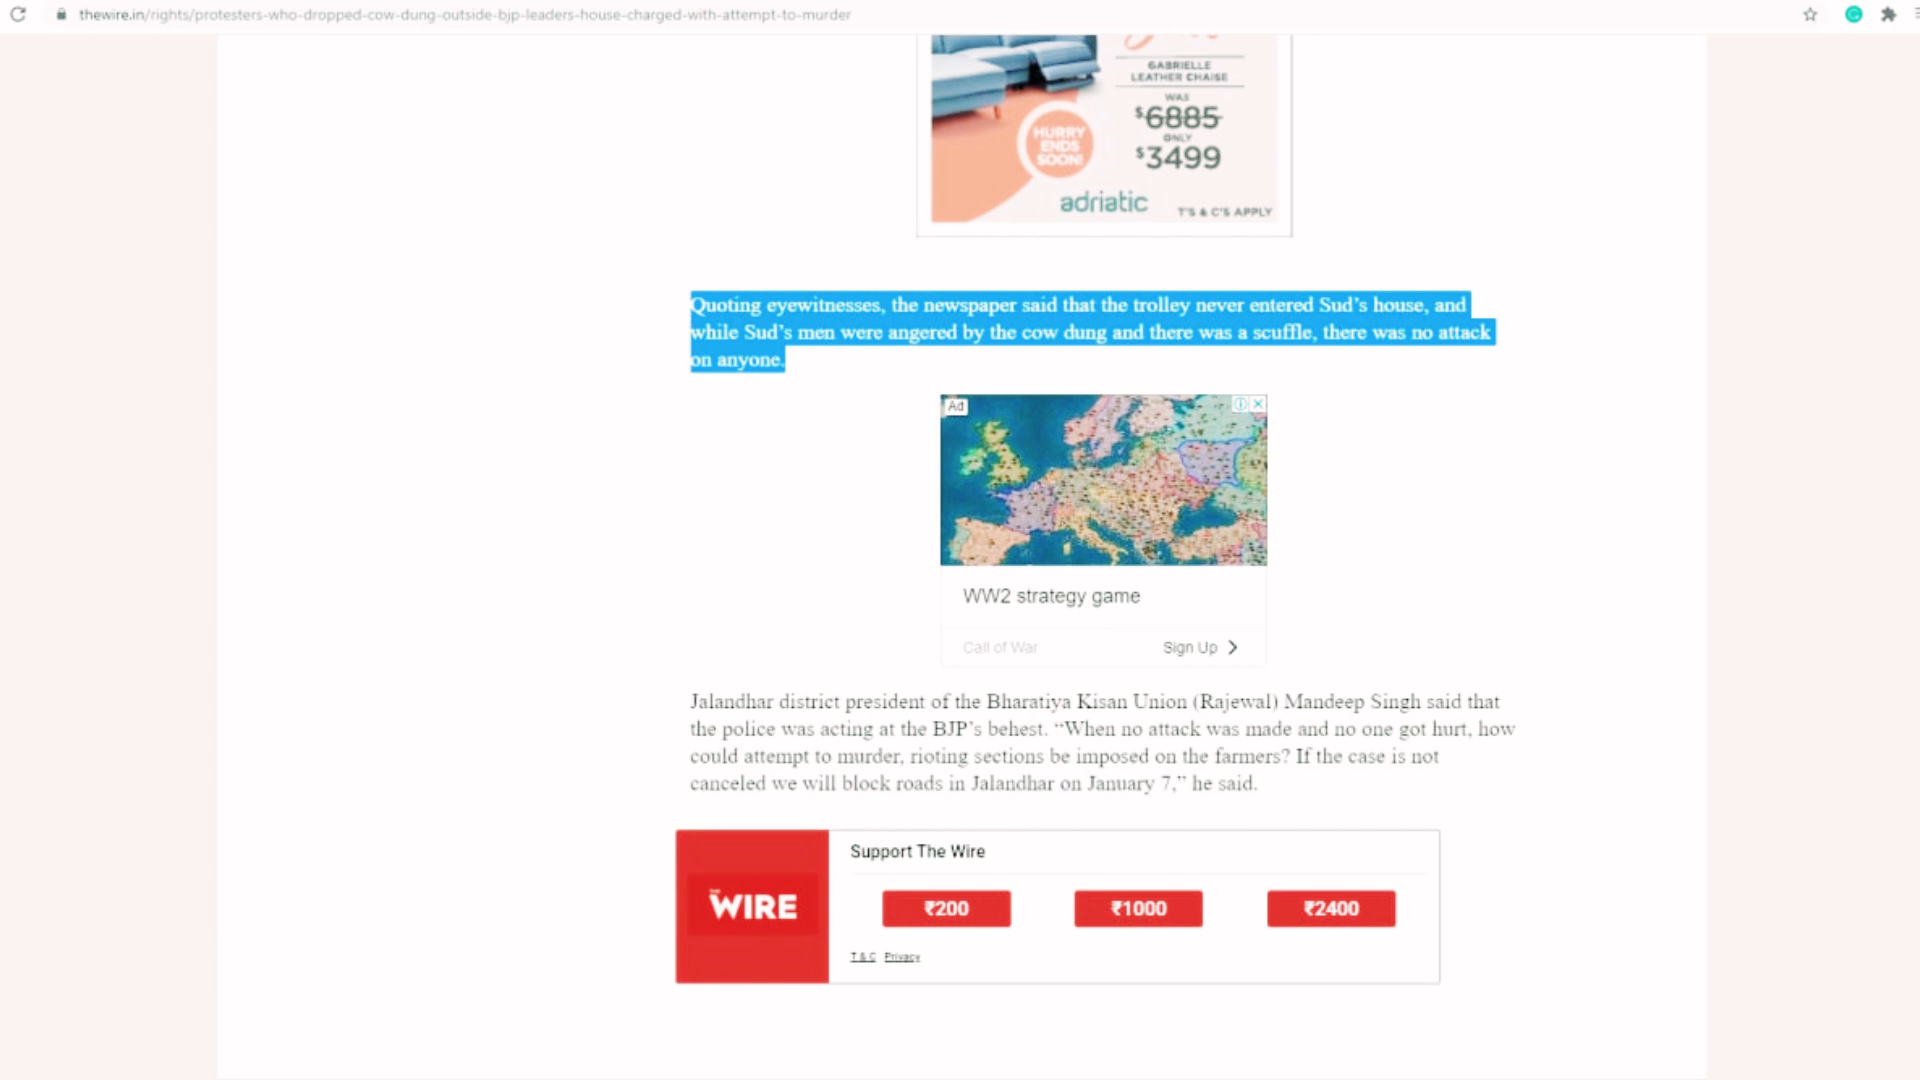 thewire.in/rights/protesters-who-dropped-cow-dung-outside-bjp-leaders-house-charged-with-attempt-to-murder
GABRIELLE
LEATHER CHAISE
WAS
$6885
ONLY
$3499
HURRY
ENDS
SOON!
adriatic
T'S & C'S APPLY
Quoting eyewitnesses, the newspaper said that the trolley never entered Sud's house, and
while Sud's men were angered by the cow dung and there was a scuffle, there was no attack
on anyone.
Ad
WW2 strategy game
Call of War
Sign Up
Jalandhar district president of the Bharatiya Kisan Union (Rajewal) Mandeep Singh said that
the police was acting at the BJP's behest. “When no attack was made and no one got hurt, how
could attempt to murder, rioting sections be imposed on the farmers? If the case is not
canceled we will block roads in Jalandhar on January 7,” he said.
THE
WIRE
Support The Wire
₹200
₹1000
₹2400
T & C Privacy